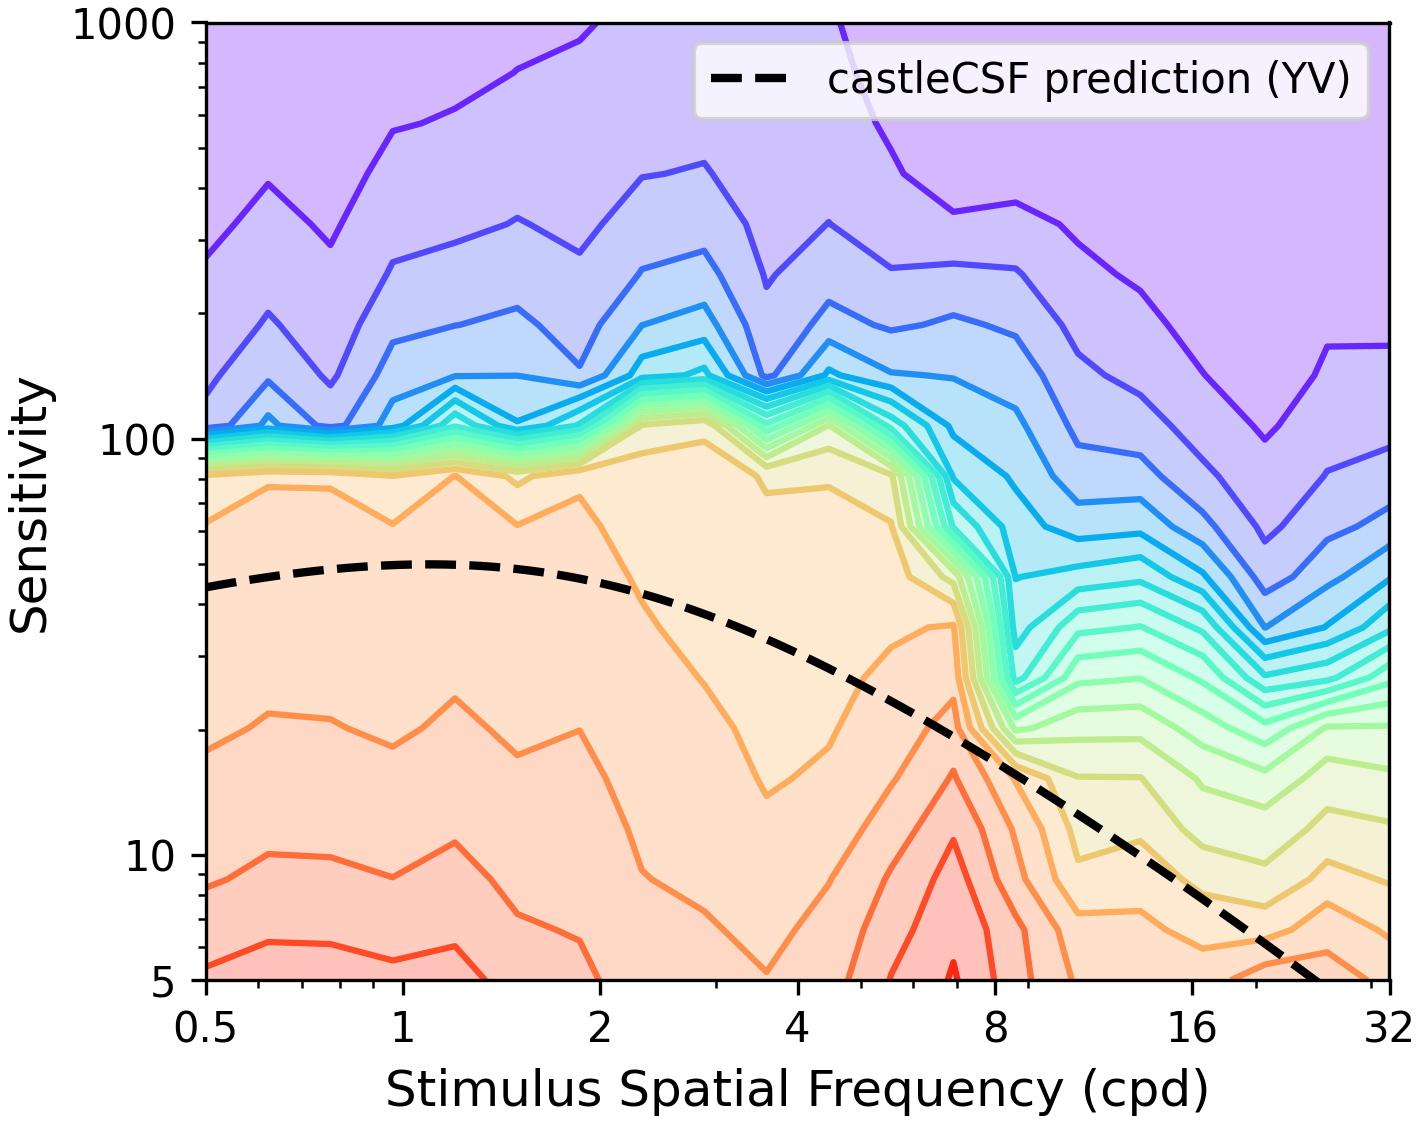 1000
100
10
5
Sensitivity
castleCSF prediction (YV)
0.5 1 2 4 8 16 32
Stimulus Spatial Frequency (cpd)